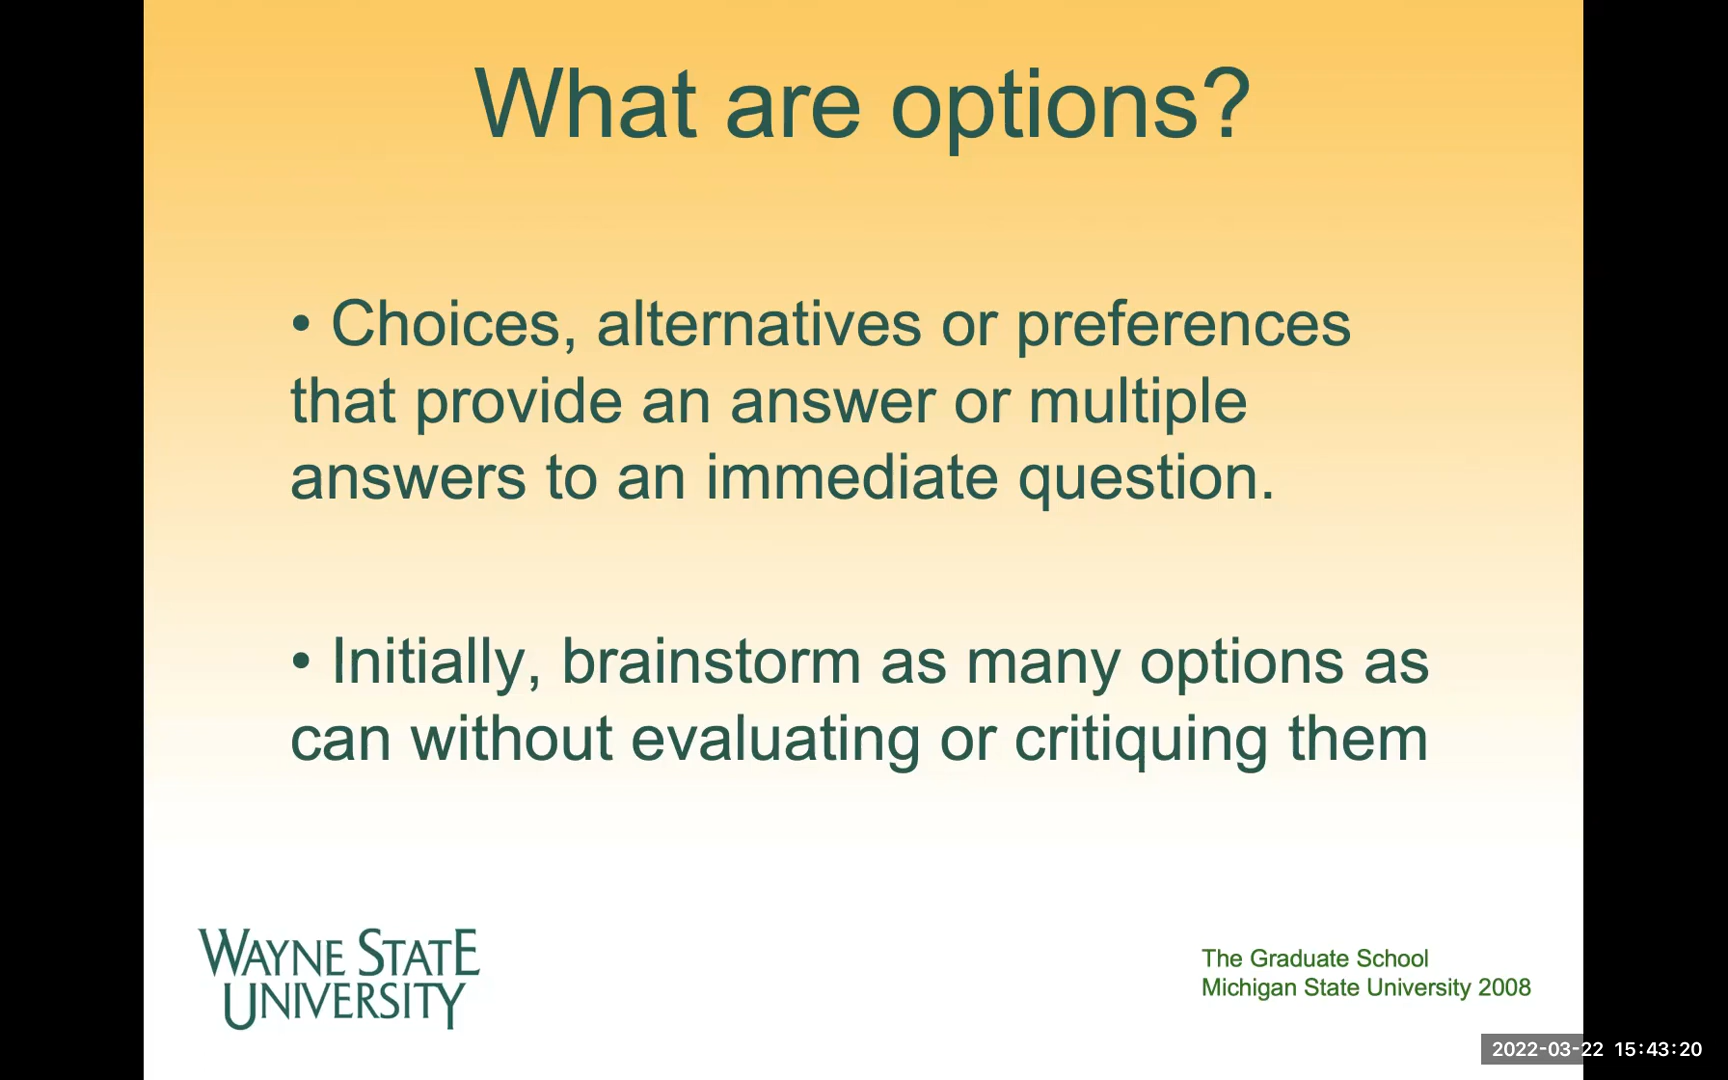 What are options?
• Choices, alternatives or preferences
that provide an answer or multiple
answers to an immediate question.
• Initially, brainstorm as many options as
can without evaluating or critiquing them
WAYNE STATE
UNIVERSITY
The Graduate School
Michigan State University 2008
2022-03-22 15:43:20